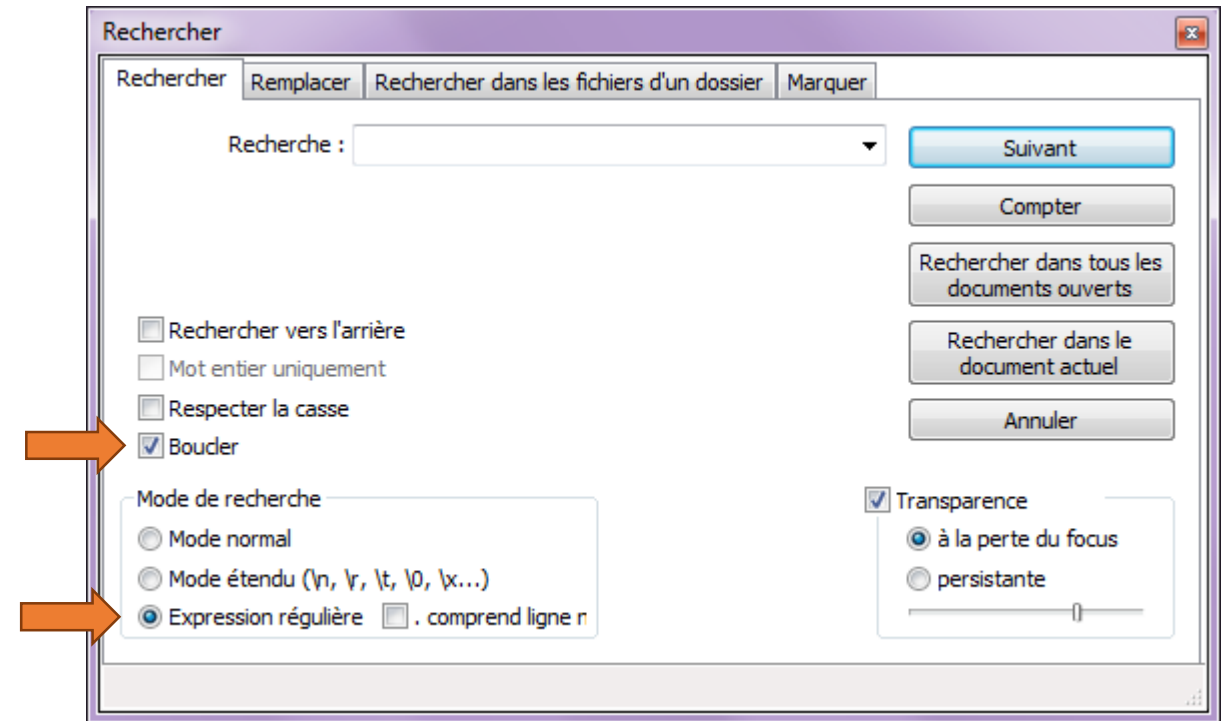 Rechercher
Rechercher Remplacer Rechercher dans les fichiers d'un dossier Marquer
Recherche :
Suivant
Compter
Rechercher dans tous les
documents ouverts
Rechercher vers l'arrière
Rechercher dans le
document actuel
Mot entier uniquement
Respecter la casse
Annuler
Boucler
Mode de recherche
Transparence
Mode normal
à la perte du focus
Mode étendu (\n, \r, \t, \0, \x...)
persistante
Expression régulière . comprend ligne n